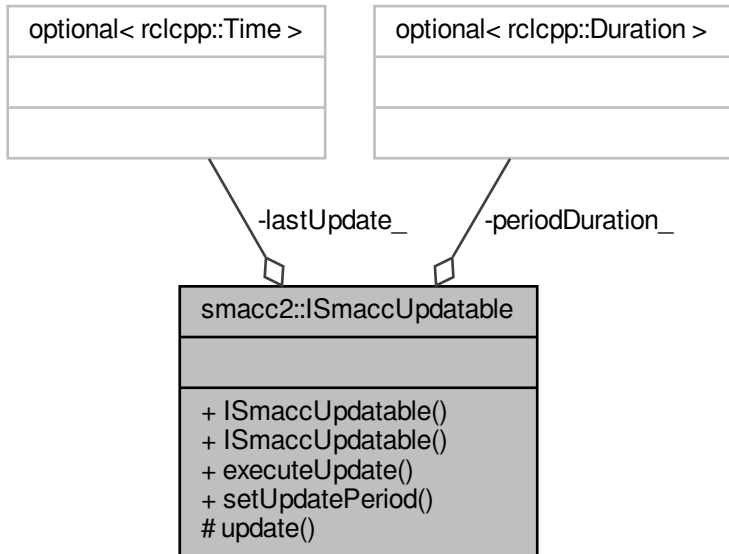 optional< rclcpp::Time >
optional< rclcpp::Duration >
-lastUpdate_
-periodDuration_
smacc2::ISmaccUpdatable
+ ISmaccUpdatable()
+ ISmaccUpdatable()
+ executeUpdate()
+ setUpdatePeriod()
# update()